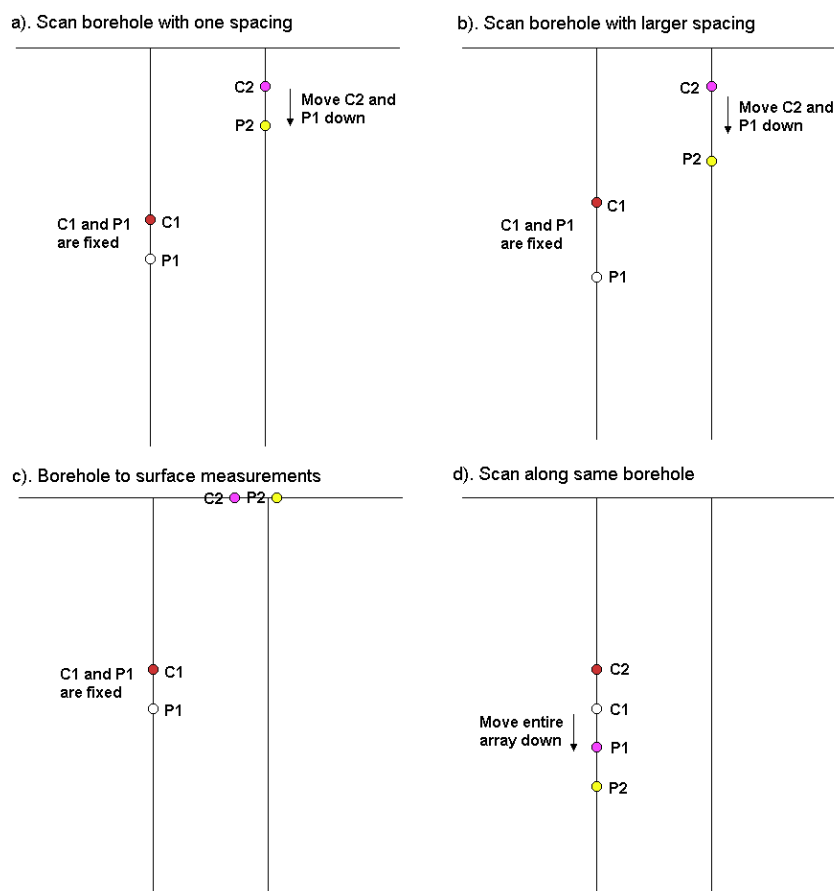 a). Scan borehole with one spacing
C2
Move C2 and
P1 down
P2
C1 and P1
are fixed
C1
P1
b). Scan borehole with larger spacing
C2
Move C2 and
P1 down
P2
C1 and P1
are fixed
C1
P1
c). Borehole to surface measurements
C2 P2
C1 and P1
are fixed
C1
P1
d). Scan along same borehole
C2
C1
Move entire
array down
P1
P2